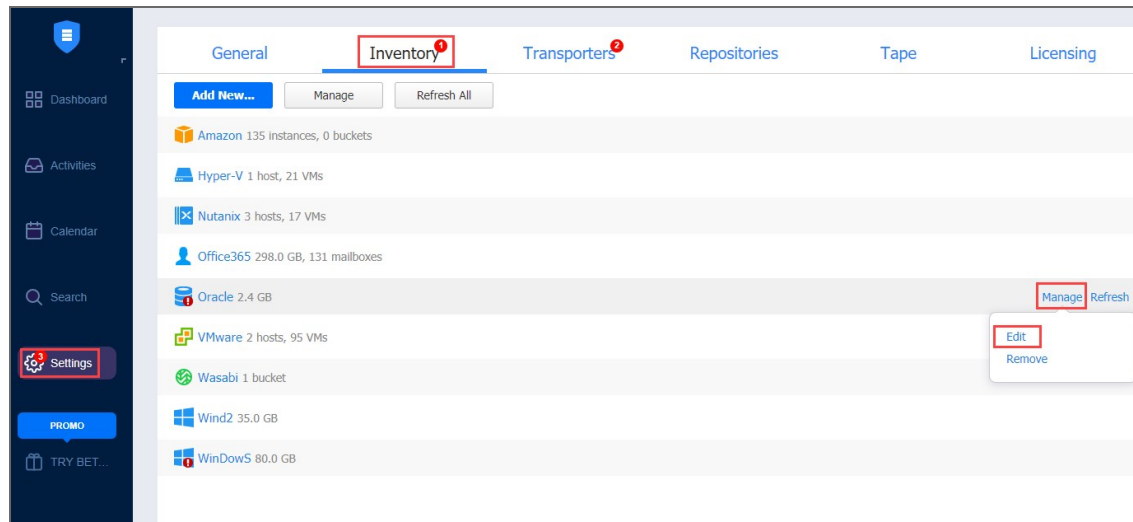 General Inventory 1 Transporters 2 Repositories Tape Licensing
Dashboard
Add New... Manage Refresh All
Amazon 135 instances, 0 buckets
Activities
Hyper-V 1 host, 21 VMs
Nutanix 3 hosts, 17 VMs
Calendar
Office365 298.0 GB, 131 mailboxes
Search
Oracle 2.4 GB Manage Refresh
VMware 2 hosts, 95 VMs
Edit
3 Settings
Remove
Wasabi 1 bucket
PROMO
Wind2 35.0 GB
TRY BET...
WinDowS 80.0 GB